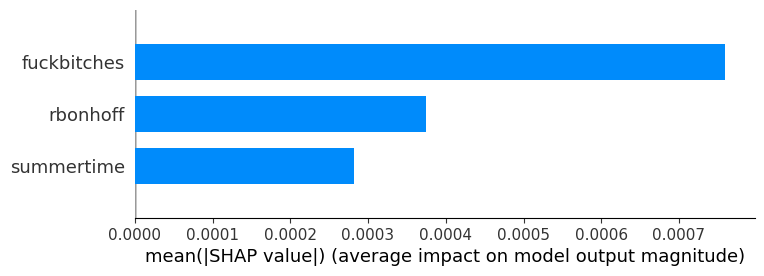 fuckbitches
rbonhoff
summertime
0.0000 0.0001 0.0002 0.0003 0.0004 0.0005 0.0006 0.0007
mean(|SHAP value|) (average impact on model output magnitude)